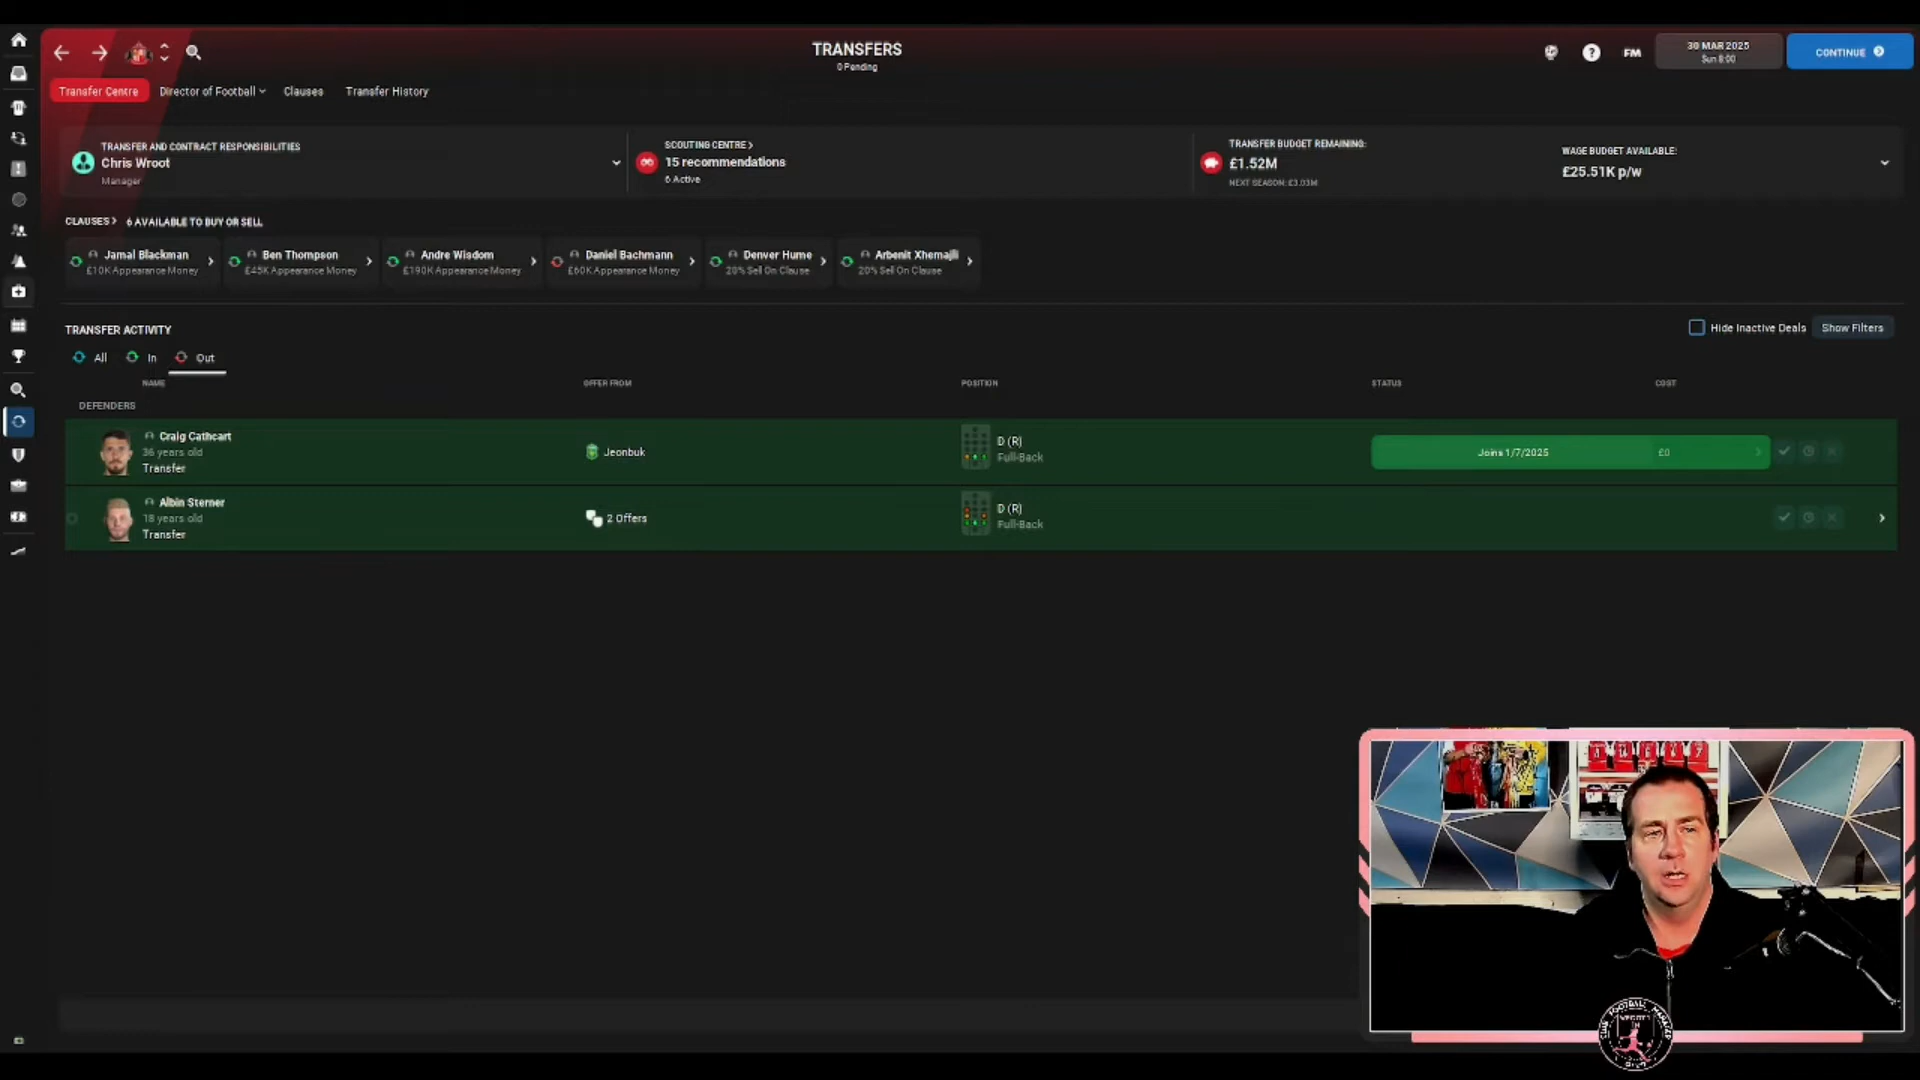 TRANSFERS
0 Pending
FM
30 MAR 2025
Sun 8:00
CONTINUE
Transfer Centre
Director of Football
Clauses
Transfer History
TRANSFER AND CONTRACT RESPONSIBILITIES
Chris Wroot
Manager
SCOUTING CENTRE >
15 recommendations
6 Active
TRANSFER BUDGET REMAINING:
£1.52M
NEXT SEASON: £3.03M
WAGE BUDGET AVAILABLE:
£25.51K p/w
CLAUSES > 6 AVAILABLE TO BUY OR SELL
Jamal Blackman
£10K Appearance Money
Ben Thompson
£45K Appearance Money
Andre Wisdom
£190K Appearance Money
Daniel Bachmann
£60K Appearance Money
Denver Hume
20% Sell On Clause
Arbenit Xhemajli
20% Sell On Clause
TRANSFER ACTIVITY
Hide Inactive Deals
Show Filters
All
In
Out
NAME
OFFER FROM
POSITION
STATUS
COST
DEFENDERS
Craig Cathcart
36 years old
Transfer
Jeonbuk
D (R)
Full-Back
Joins 1/7/2025
£0
Albin Sterner
18 years old
Transfer
2 Offers
D (R)
Full-Back